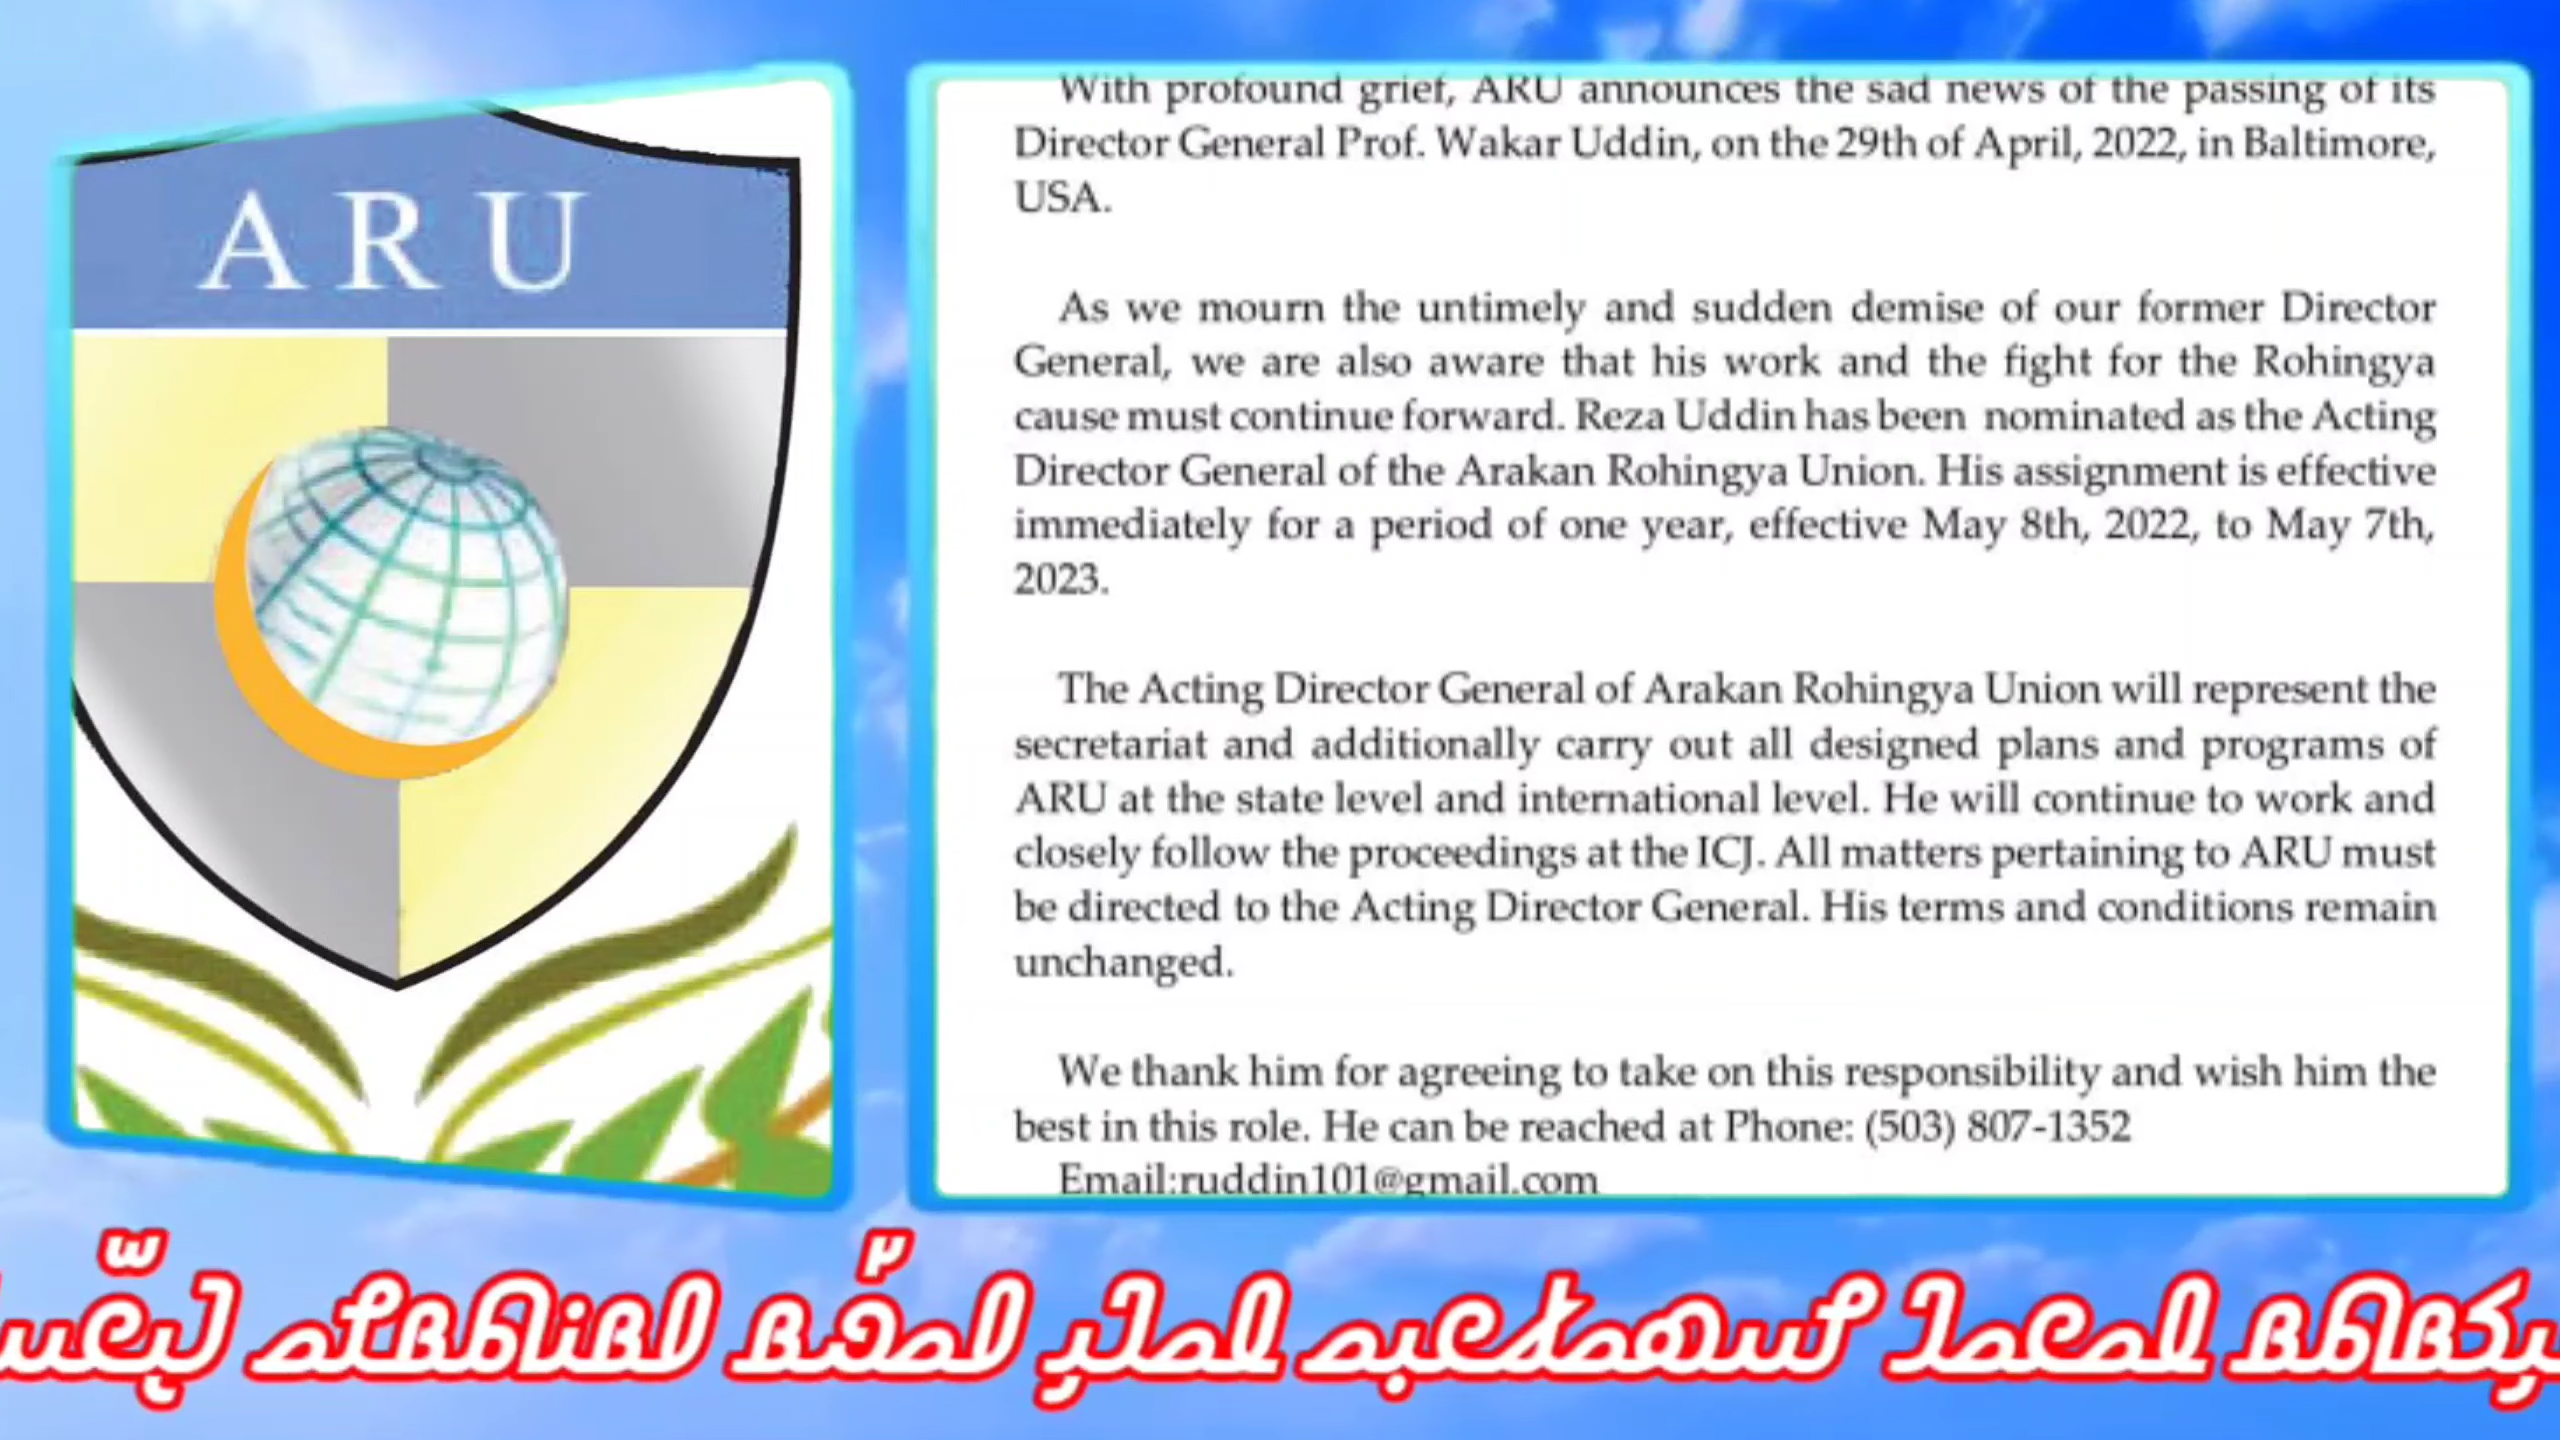 A R U
With profound grief, ARU announces the sad news of the passing of its
Director General Prof. Wakar Uddin, on the 29th of April, 2022, in Baltimore,
USA.
As we mourn the untimely and sudden demise of our former Director
General, we are also aware that his work and the fight for the Rohingya
cause must continue forward. Reza Uddin has been nominated as the Acting
Director General of the Arakan Rohingya Union. His assignment is effective
immediately for a period of one year, effective May 8th, 2022, to May 7th,
2023.
The Acting Director General of Arakan Rohingya Union will represent the
secretariat and additionally carry out all designed plans and programs of
ARU at the state level and international level. He will continue to work and
closely follow the proceedings at the ICJ. All matters pertaining to ARU must
be directed to the Acting Director General. His terms and conditions remain
unchanged.
We thank him for agreeing to take on this responsibility and wish him the
best in this role. He can be reached at Phone: (503) 807-1352
Email:ruddin101@gmail.com